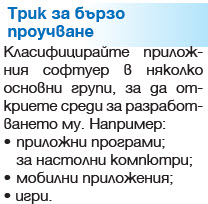 Трик за бързо
проучване
Класифицирайте прилож-
ния софтуер в няколко
основни групи, за да от-
криете среди за разработ-
ването му. Например:
• приложни програми;
за настолни компютри;
• мобилни приложения;
• игри.